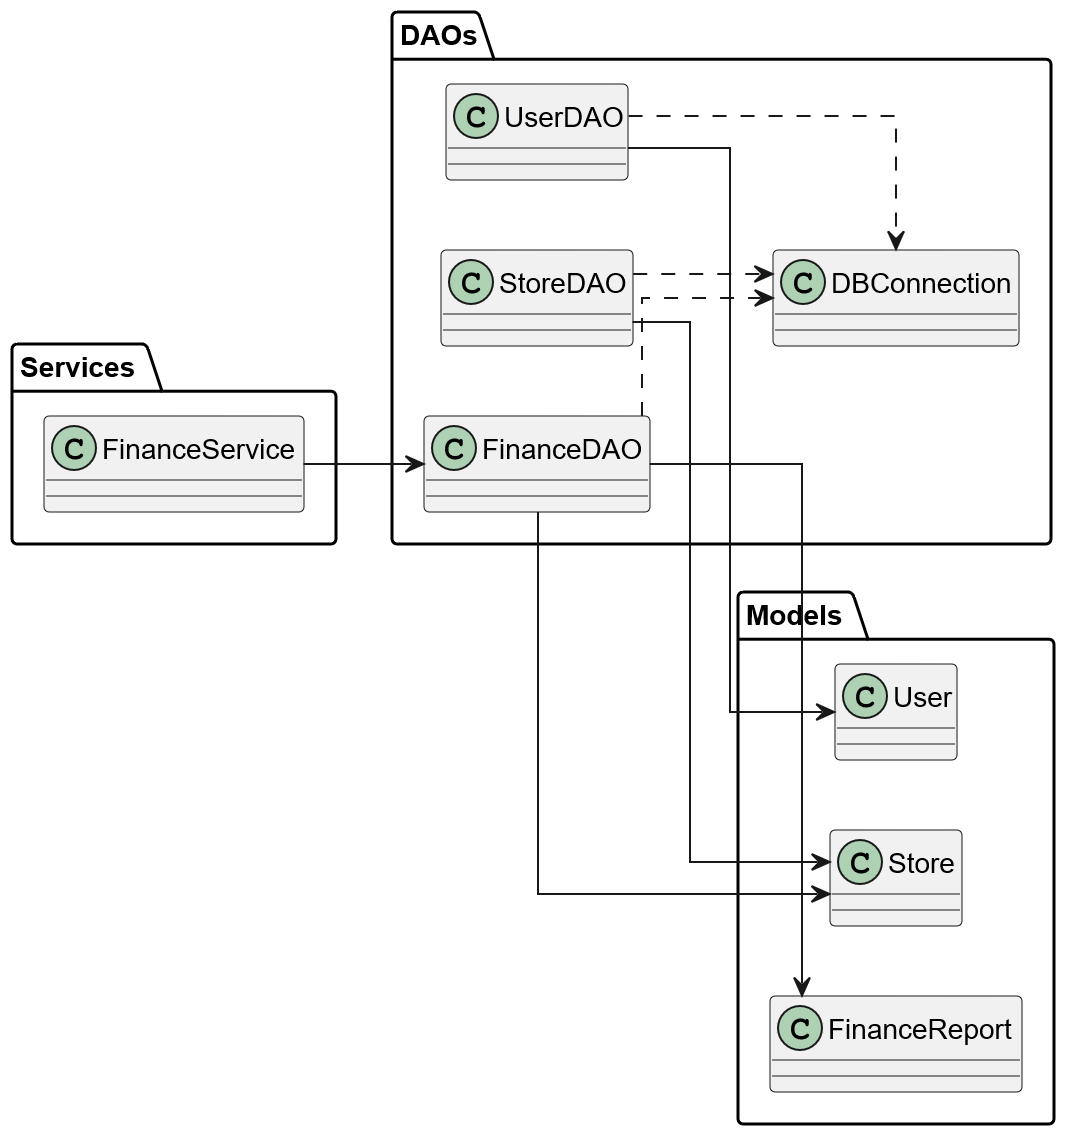 DAOs
C UserDAO
C StoreDAO
C DBConnection
Services
C FinanceService
C FinanceDAO
Models
C User
C Store
C FinanceReport